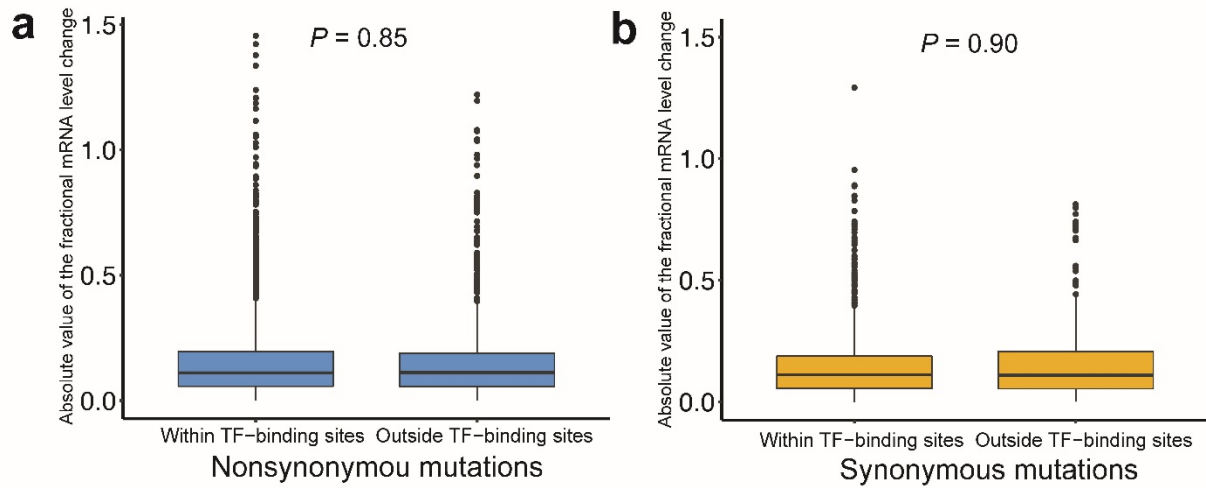 a
P = 0.85
Absolute value of the fractional mRNA level change
1.5
1.0
0.5
0.0
Within TF−binding sites
Outside TF−binding sites
Nonsynonymou mutations
b
P = 0.90
Absolute value of the fractional mRNA level change
1.5
1.0
0.5
0.0
Within TF−binding sites
Outside TF−binding sites
Synonymous mutations